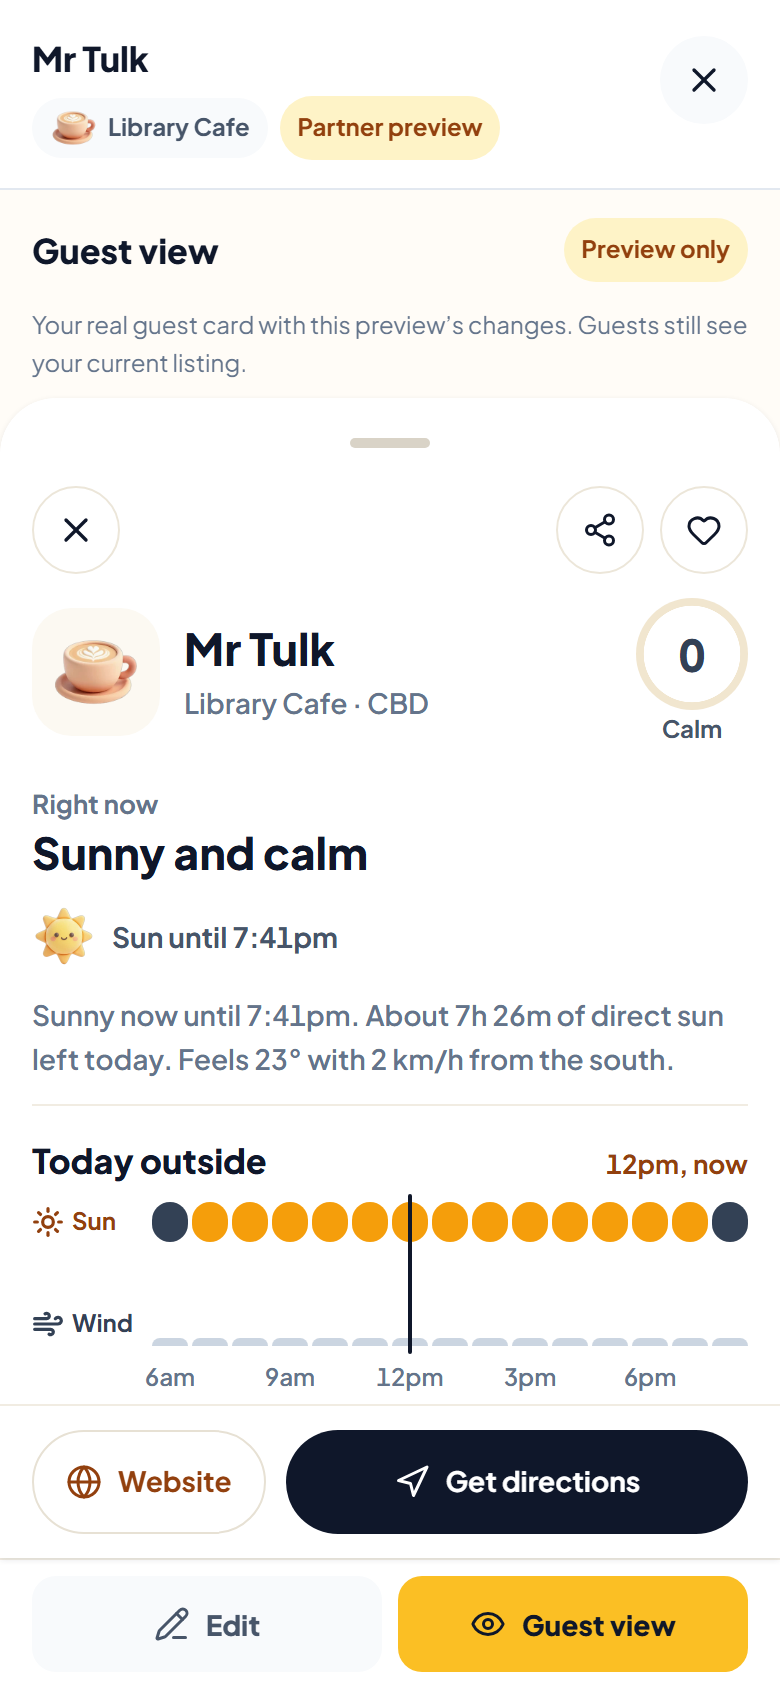 Mr Tulk
Library Cafe
Partner preview
Guest view
Preview only
Your real guest card with this preview's changes. Guests still see
your current listing.
Mr Tulk
Library Cafe · CBD
0
Calm
Right now
Sunny and calm
Sun until 7:41pm
Sunny now until 7:41pm. About 7h 26m of direct sun
left today. Feels 23° with 2 km/h from the south.
Today outside
12pm, now
Sun
Wind
6am 9am 12pm 3pm 6pm
Website
Get directions
Edit
Guest view